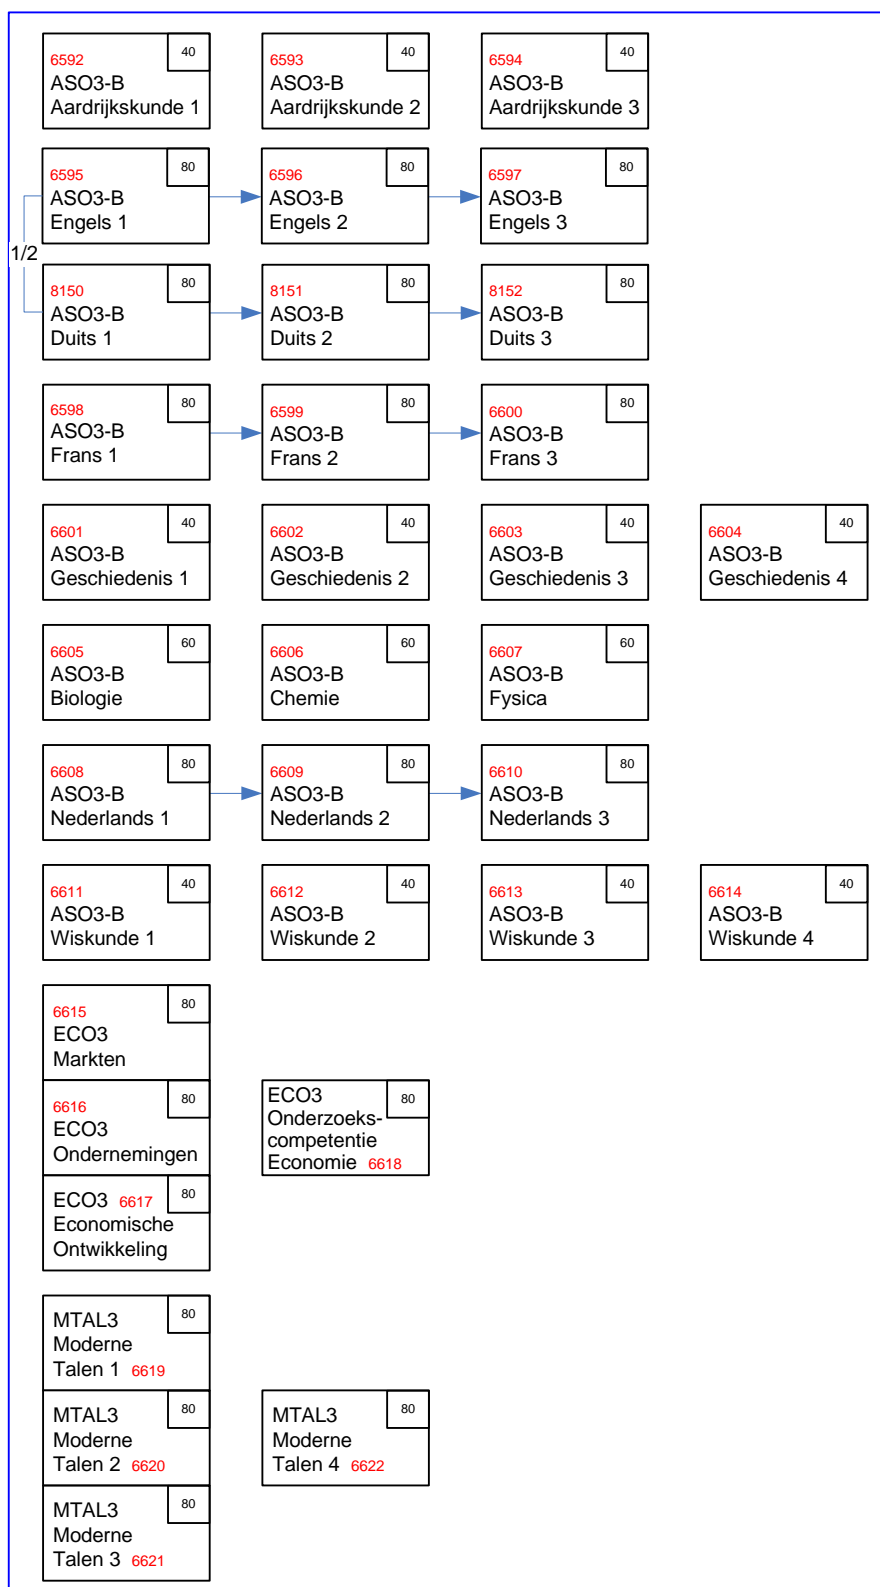 6592 40
ASO3-B
Aardrijkskunde 1
6593 40
ASO3-B
Aardrijkskunde 2
6594 40
ASO3-B
Aardrijkskunde 3
6595 80
ASO3-B
Engels 1
6596 80
ASO3-B
Engels 2
6597 80
ASO3-B
Engels 3
1/2
8150 80
ASO3-B
Duits 1
8151 80
ASO3-B
Duits 2
8152 80
ASO3-B
Duits 3
6598 80
ASO3-B
Frans 1
6599 80
ASO3-B
Frans 2
6600 80
ASO3-B
Frans 3
6601 40
ASO3-B
Geschiedenis 1
6602 40
ASO3-B
Geschiedenis 2
6603 40
ASO3-B
Geschiedenis 3
6604 40
ASO3-B
Geschiedenis 4
6605 60
ASO3-B
Biologie
6606 60
ASO3-B
Chemie
6607 60
ASO3-B
Fysica
6608 80
ASO3-B
Nederlands 1
6609 80
ASO3-B
Nederlands 2
6610 80
ASO3-B
Nederlands 3
6611 40
ASO3-B
Wiskunde 1
6612 40
ASO3-B
Wiskunde 2
6613 40
ASO3-B
Wiskunde 3
6614 40
ASO3-B
Wiskunde 4
6615 80
ECO3
Markten
6616 80
ECO3
Ondernemingen
ECO3 80
Onderzoeks-
competentie
Economie 6618
ECO3 6617 80
Economische
Ontwikkeling
MTAL3 80
Moderne
Talen 1 6619
MTAL3 80
Moderne
Talen 2 6620
MTAL3 80
Moderne
Talen 4 6622
MTAL3 80
Moderne
Talen 3 6621